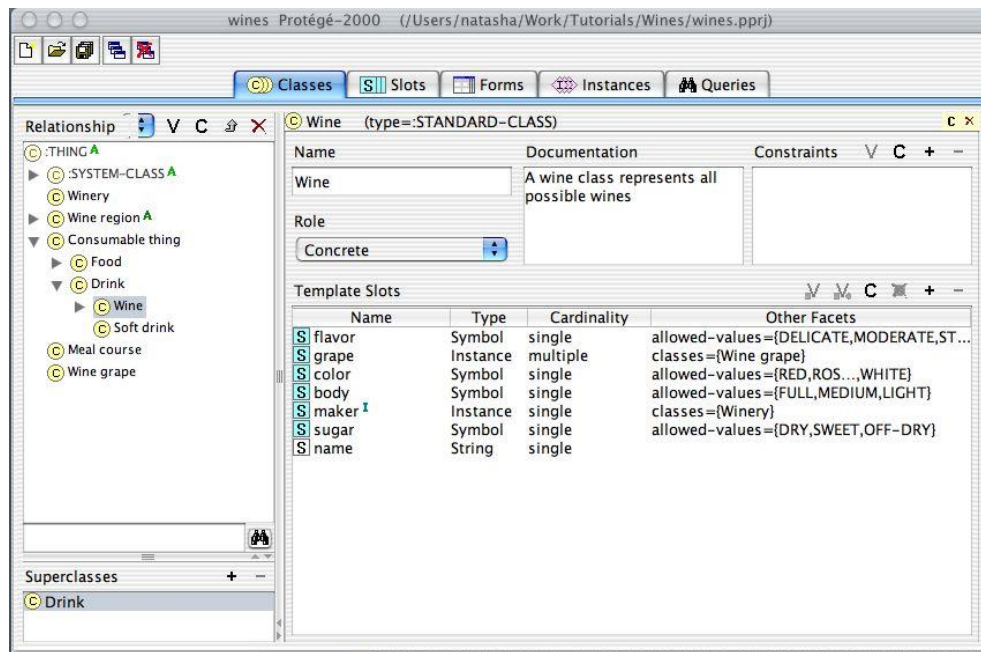 wines Protégé-2000 (/Users/natasha/Work/Tutorials/Wines/wines.pprj)
Classes Slots Forms Instances Queries
Relationship V C
:THING A
:SYSTEM-CLASS A
Winery
Wine region A
Consumable thing
Food
Drink
Wine
Soft drink
Meal course
Wine grape
Superclasses + -
Drink
Wine (type=:STANDARD-CLASS) C ×
Name Documentation Constraints V C + -
Wine
A wine class represents all
possible wines
Role
Concrete
Template Slots V V C + -
Name Type Cardinality Other Facets
S flavor Symbol single allowed-values={DELICATE,MODERATE,ST...
S grape Instance multiple classes={Wine grape}
S color Symbol single allowed-values={RED,ROS...,WHITE}
S body Symbol single allowed-values={FULL,MEDIUM,LIGHT}
S maker I Instance single classes={Winery}
S sugar Symbol single allowed-values={DRY,SWEET,OFF-DRY}
S name String single